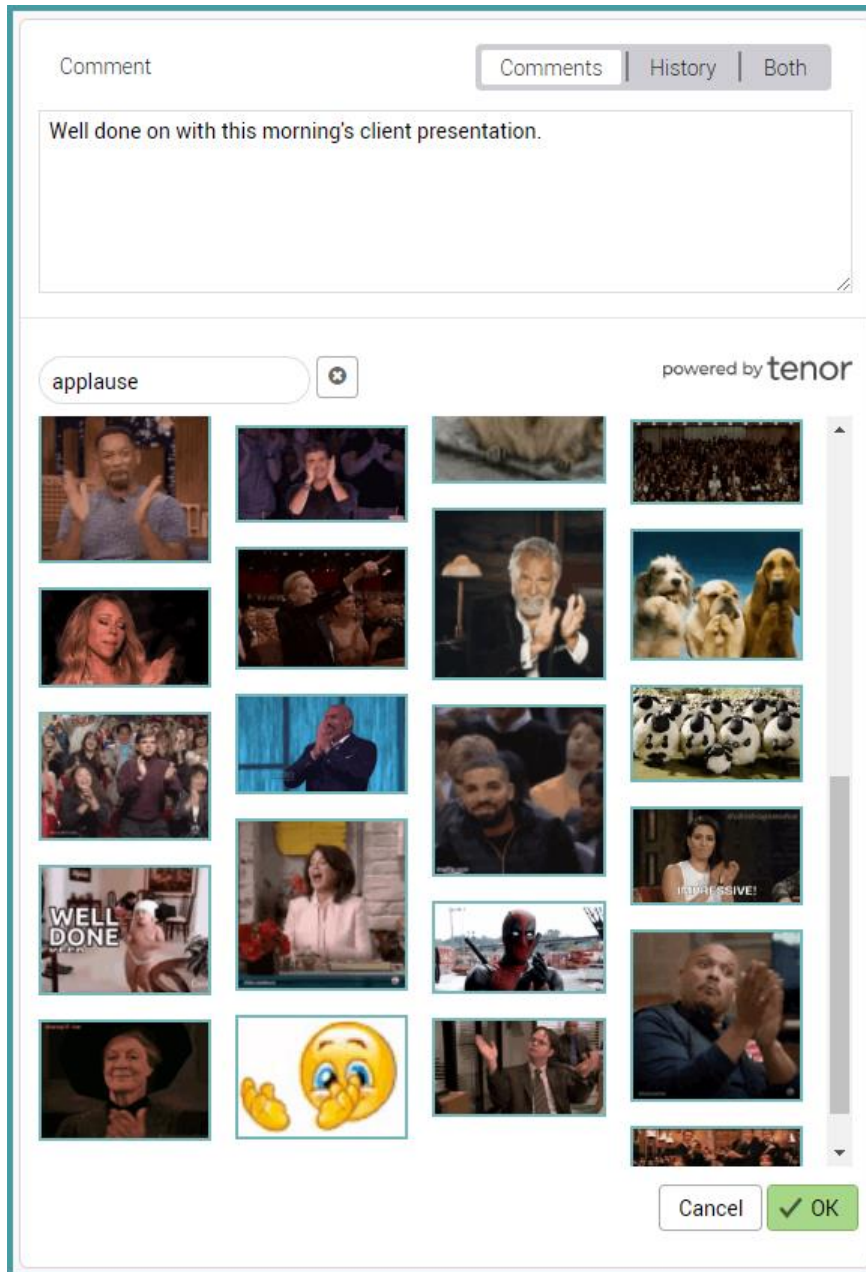 Comment
Comments | History | Both
Well done on with this morning's client presentation.
applause
powered by tenor
WELL
DONE
IMPRESSIVE!
Cancel
OK